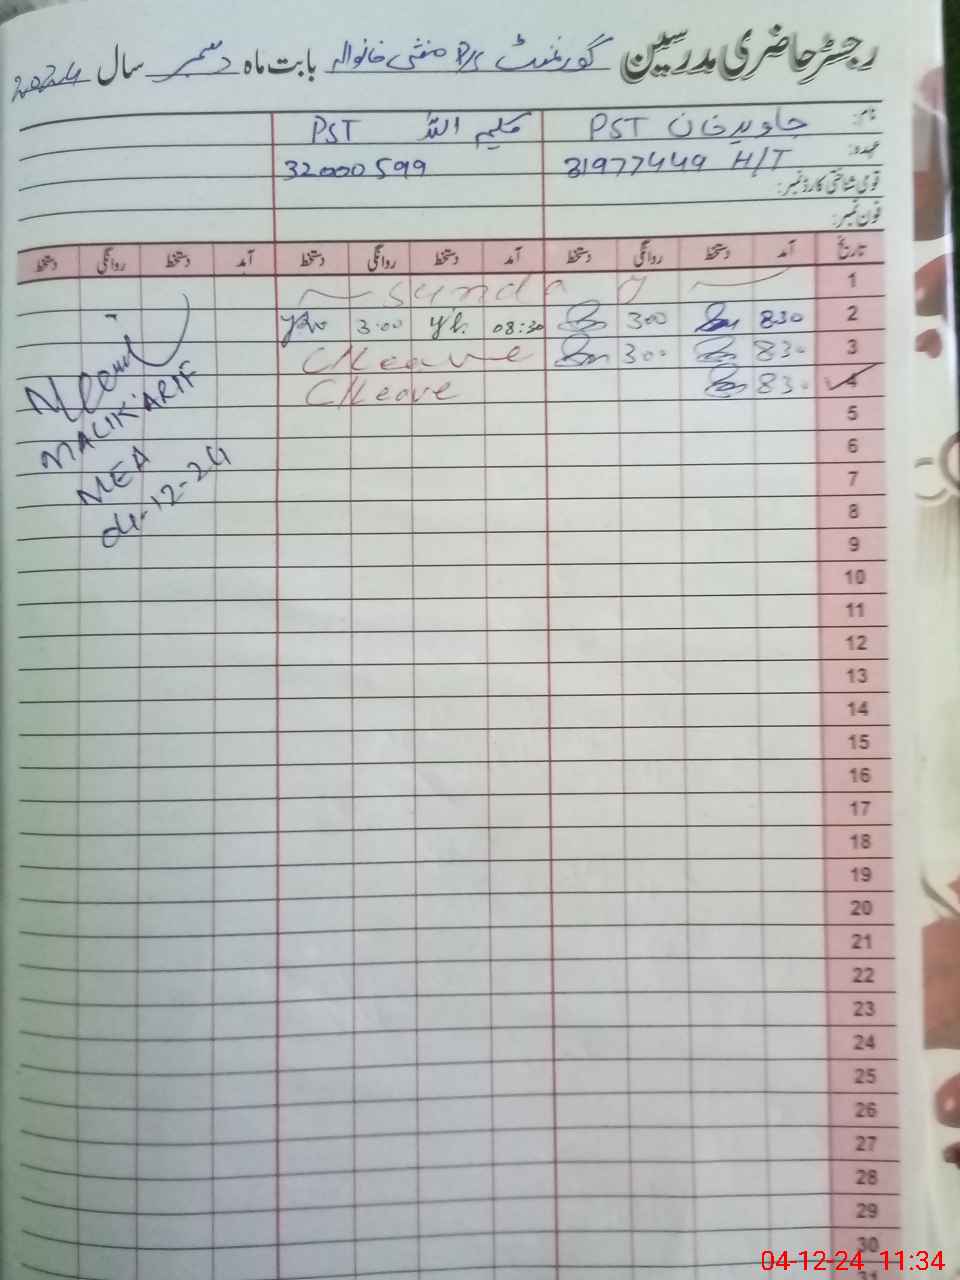 رجسٹر حاضری مدرسین گورنمنٹ P/S منشی خانوالہ بابت ماہ دسمبر سال 2024
نام: جاوید خان PST کلیم اللہ PST
عہدہ: 31977449 H/T 32000599
قومی شناختی کارڈ نمبر:
فون نمبر:
تاریخ آمد دستخط روانگی دستخط آمد دستخط روانگی دستخط آمد دستخط روانگی دستخط
1 Sunday
2 830 300 08:30 3:00
3 830 300 C/Leave
4 830 C/Leave
5
6
7
8
9
10
11
12
13
14
15
16
17
18
19
20
21
22
23
24
25
26
27
28
29
30
31
MALIK ARIF
MEA
04-12-24
04-12-24 11:34